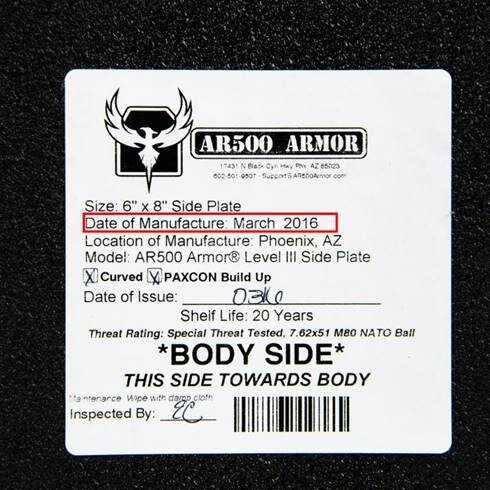 AR500 ARMOR
17431 N Black Cyn Hwy Phx, AZ 85023
602-501-9607 - Support@AR500Armor.com
Size: 6" x 8" Side Plate
Date of Manufacture: March 2016
Location of Manufacture: Phoenix, AZ
Model: AR500 Armor® Level III Side Plate
Curved PAXCON Build Up
Date of Issue: 0316
Shelf Life: 20 Years
Threat Rating: Special Threat Tested, 7.62x51 M80 NATO Ball
*BODY SIDE*
THIS SIDE TOWARDS BODY
Maintenance: Wipe with damp cloth
Inspected By: